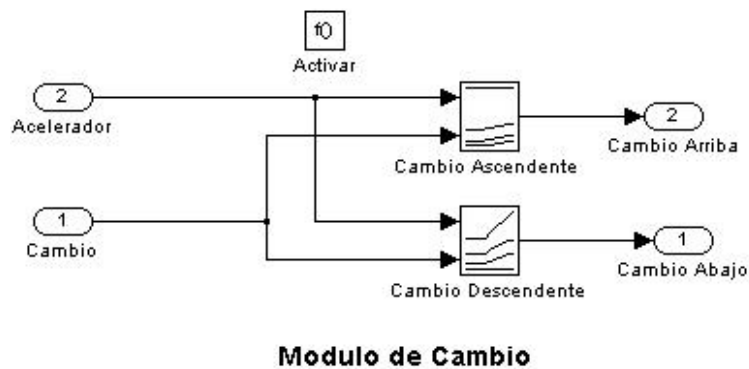 f()
Activar
2
Acelerador
Cambio Ascendente
2
Cambio Arriba
1
Cambio
Cambio Descendente
1
Cambio Abajo
Modulo de Cambio